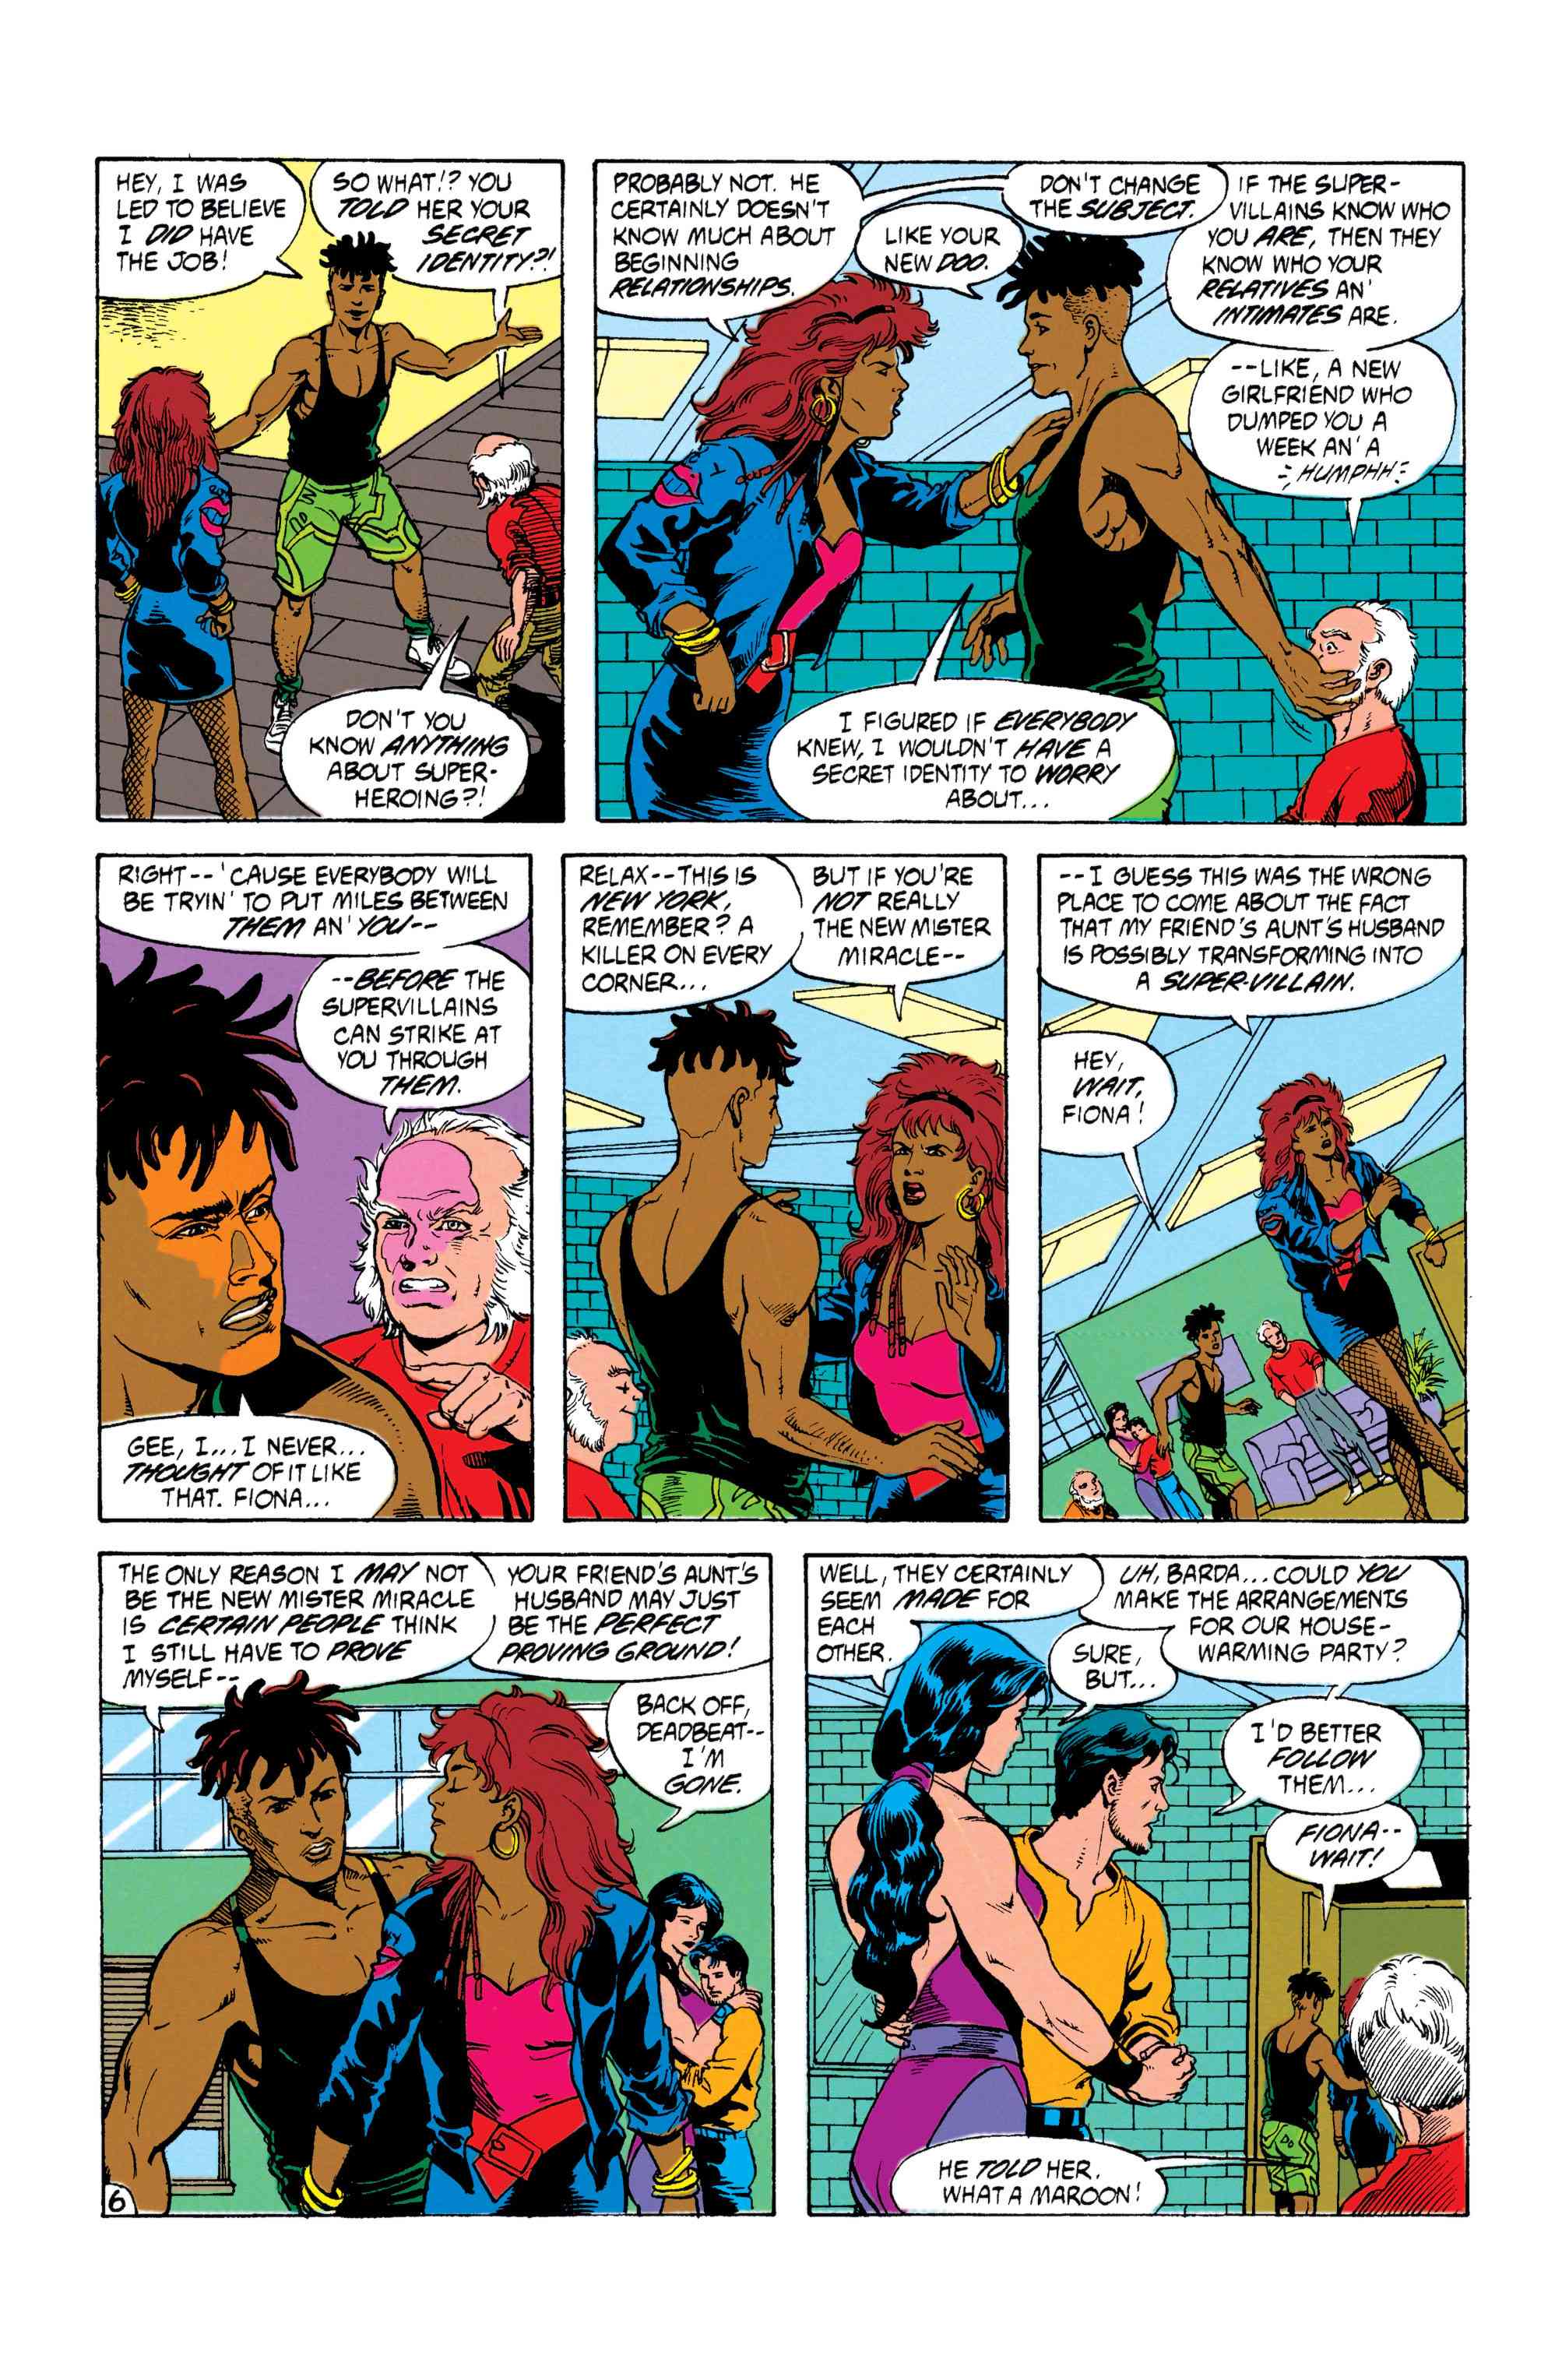 HEY, I WAS
LED TO BELIEVE
I DID HAVE
THE JOB!
SO WHAT!? YOU
TOLD HER YOUR
SECRET
IDENTITY?!
DON'T YOU
KNOW ANYTHING
ABOUT SUPER-
HEROING?!
PROBABLY NOT. HE
CERTAINLY DOESN'T
KNOW MUCH ABOUT
BEGINNING
RELATIONSHIPS.
LIKE YOUR
NEW DOO.
DON'T CHANGE
THE SUBJECT.
IF THE SUPER-
VILLAINS KNOW WHO
YOU ARE, THEN THEY
KNOW WHO YOUR
RELATIVES AN'
INTIMATES ARE.
--LIKE, A NEW
GIRLFRIEND WHO
DUMPED YOU A
WEEK AN' A
-HUMPHH-
I FIGURED IF EVERYBODY
KNEW, I WOULDN'T HAVE A
SECRET IDENTITY TO WORRY
ABOUT...
RIGHT--'CAUSE EVERYBODY WILL
BE TRYIN' TO PUT MILES BETWEEN
THEM AN' YOU--
--BEFORE THE
SUPERVILLAINS
CAN STRIKE AT
YOU THROUGH
THEM.
GEE, I... I NEVER...
THOUGHT OF IT LIKE
THAT. FIONA...
RELAX--THIS IS
NEW YORK,
REMEMBER? A
KILLER ON EVERY
CORNER...
BUT IF YOU'RE
NOT REALLY
THE NEW MISTER
MIRACLE--
--I GUESS THIS WAS THE WRONG
PLACE TO COME ABOUT THE FACT
THAT MY FRIEND'S AUNT'S HUSBAND
IS POSSIBLY TRANSFORMING INTO
A SUPER-VILLAIN.
HEY,
WAIT,
FIONA!
THE ONLY REASON I MAY NOT
BE THE NEW MISTER MIRACLE
IS CERTAIN PEOPLE THINK
I STILL HAVE TO PROVE
MYSELF--
YOUR FRIEND'S AUNT'S
HUSBAND MAY JUST
BE THE PERFECT
PROVING GROUND!
BACK OFF,
DEADBEAT--
I'M
GONE.
6
WELL, THEY CERTAINLY
SEEM MADE FOR
EACH
OTHER.
UH, BARDA... COULD YOU
MAKE THE ARRANGEMENTS
FOR OUR HOUSE-
WARMING PARTY?
SURE,
BUT...
I'D BETTER
FOLLOW
THEM...
FIONA--
WAIT!
HE TOLD HER.
WHAT A MAROON!